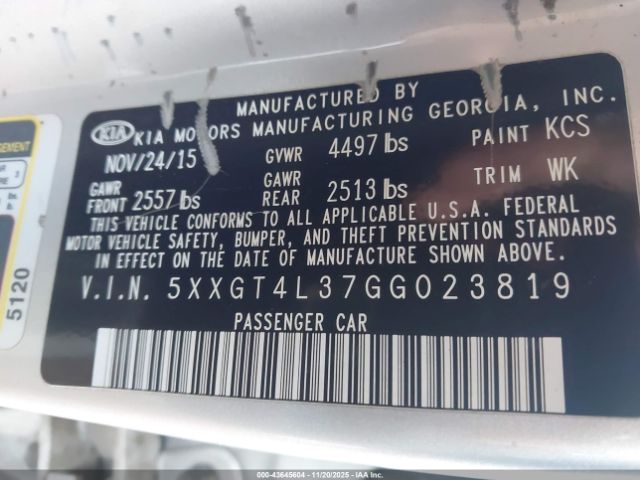 MANUFACTURED BY
KIA KIA MOTORS MANUFACTURING GEORGIA, INC.
NOV/24/15 GVWR 4497 lbs PAINT KCS
GAWR FRONT 2557 lbs GAWR REAR 2513 lbs TRIM WK
THIS VEHICLE CONFORMS TO ALL APPLICABLE U.S.A. FEDERAL
MOTOR VEHICLE SAFETY, BUMPER, AND THEFT PREVENTION STANDARDS
IN EFFECT ON THE DATE OF MANUFACTURE SHOWN ABOVE.
V.I.N. 5XXGT4L37GG023819
PASSENGER CAR
5120
000-43645604 - 11/20/2025 - IAAI.COM